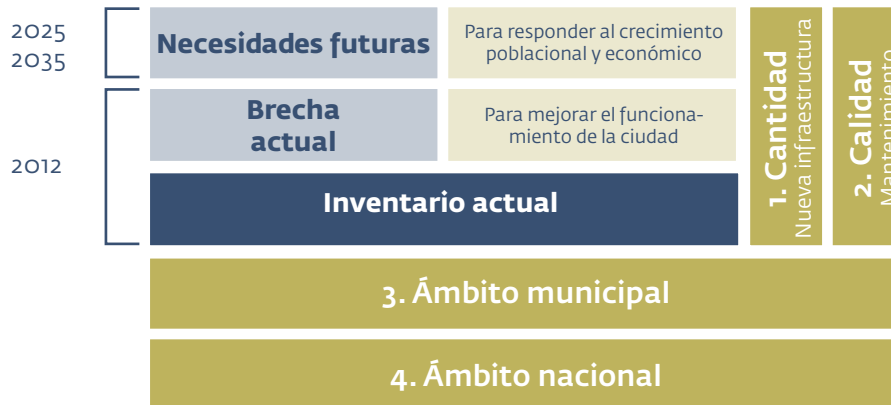 2025
2035
Necesidades futuras
Para responder al crecimiento
poblacional y económico
Brecha
actual
Para mejorar el funciona-
miento de la ciudad
2012
Inventario actual
1. Cantidad
Nueva infraestructura
2. Calidad
Mantenimiento
3. Ámbito municipal
4. Ámbito nacional